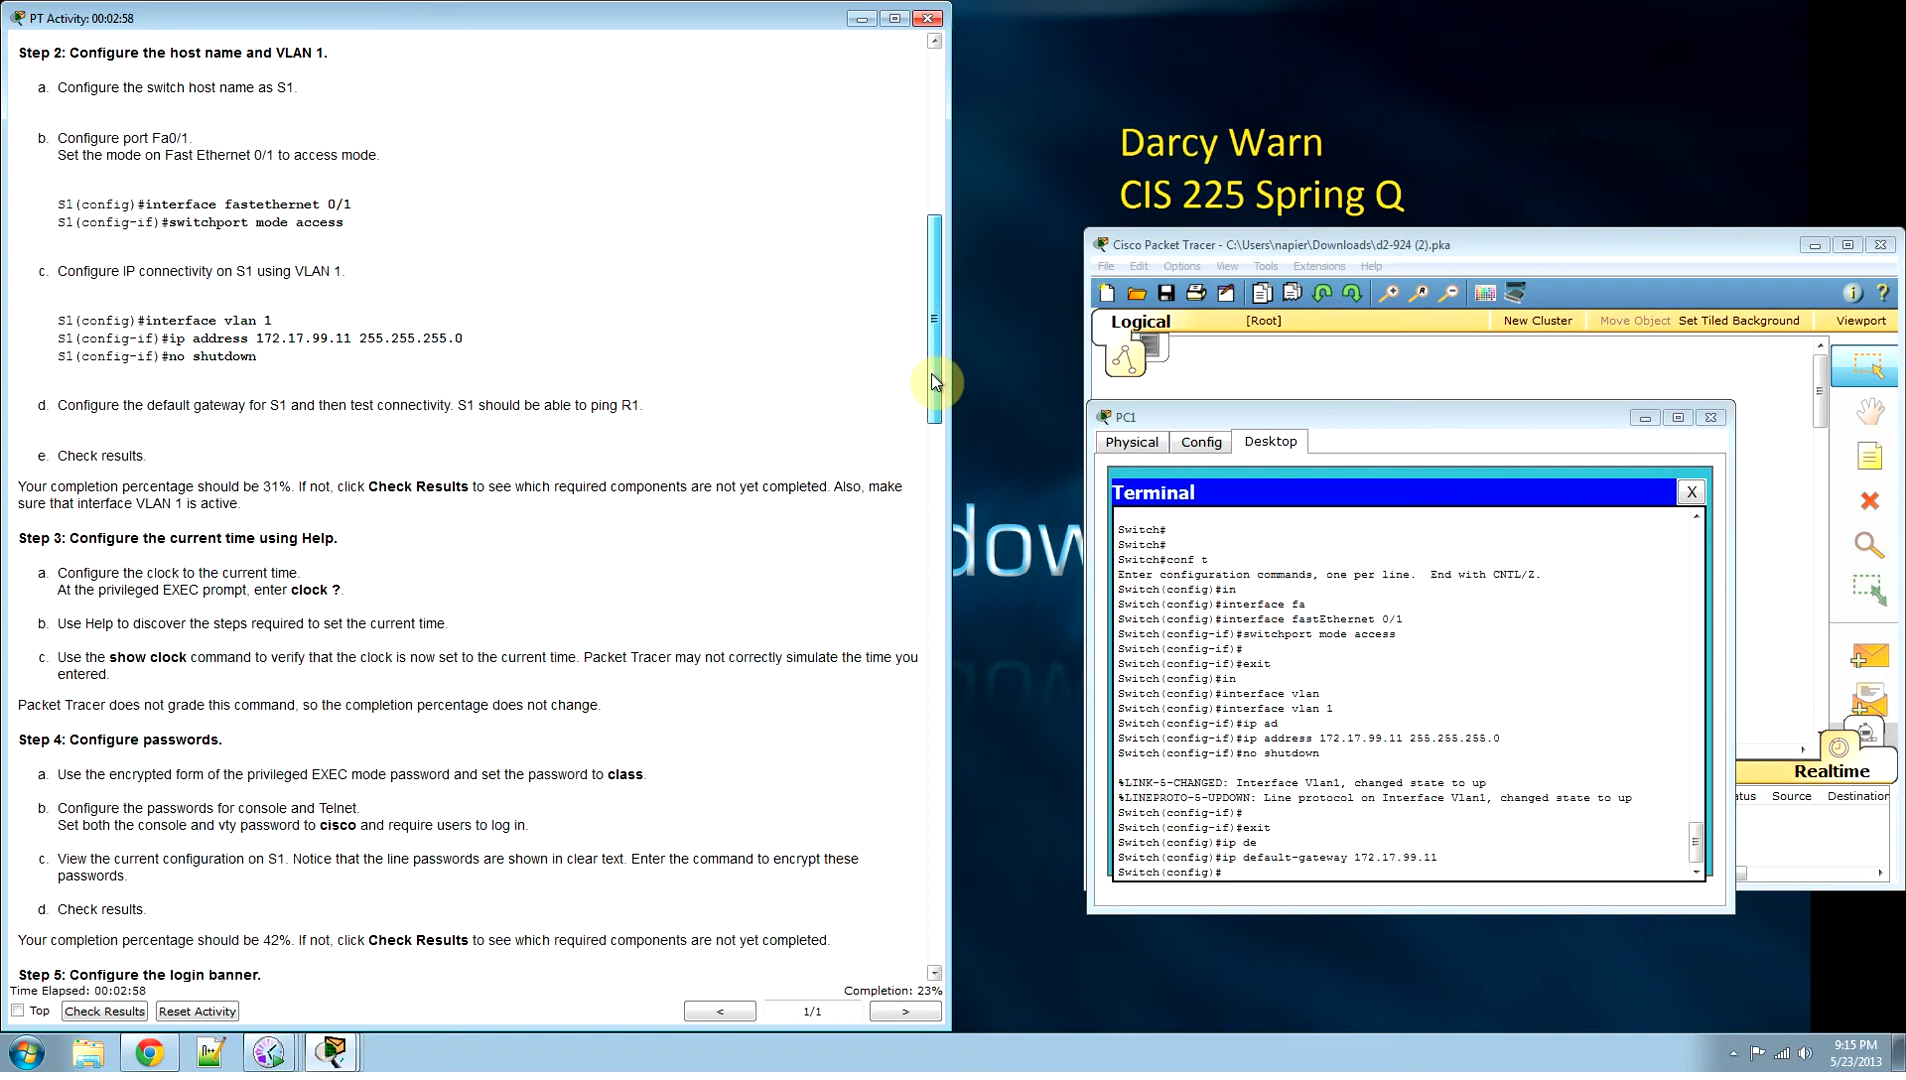 PT Activity: 00:02:58
Step 2: Configure the host name and VLAN 1.
a. Configure the switch host name as S1.
b. Configure port Fa0/1.
Set the mode on Fast Ethernet 0/1 to access mode.
S1(config)#interface fastethernet 0/1
S1(config-if)#switchport mode access
c. Configure IP connectivity on S1 using VLAN 1.
S1(config)#interface vlan 1
S1(config-if)#ip address 172.17.99.11 255.255.255.0
S1(config-if)#no shutdown
d. Configure the default gateway for S1 and then test connectivity. S1 should be able to ping R1.
e. Check results.
Your completion percentage should be 31%. If not, click Check Results to see which required components are not yet completed. Also, make
sure that interface VLAN 1 is active.
Step 3: Configure the current time using Help.
a. Configure the clock to the current time.
At the privileged EXEC prompt, enter clock ?.
b. Use Help to discover the steps required to set the current time.
c. Use the show clock command to verify that the clock is now set to the current time. Packet Tracer may not correctly simulate the time you
entered.
Packet Tracer does not grade this command, so the completion percentage does not change.
Step 4: Configure passwords.
a. Use the encrypted form of the privileged EXEC mode password and set the password to class.
b. Configure the passwords for console and Telnet.
Set both the console and vty password to cisco and require users to log in.
c. View the current configuration on S1. Notice that the line passwords are shown in clear text. Enter the command to encrypt these
passwords.
d. Check results.
Your completion percentage should be 42%. If not, click Check Results to see which required components are not yet completed.
Step 5: Configure the login banner.
Time Elapsed: 00:02:58
Completion: 23%
Top
Check Results
Reset Activity
<
1/1
>
Darcy Warn
CIS 225 Spring Q
Cisco Packet Tracer - C:\Users\napier\Downloads\d2-924 (2).pka
File Edit Options View Tools Extensions Help
Logical
[Root]
New Cluster
Move Object
Set Tiled Background
Viewport
PC1
Physical
Config
Desktop
Terminal
X
Switch#
Switch#
Switch#conf t
Enter configuration commands, one per line. End with CNTL/Z.
Switch(config)#in
Switch(config)#interface fa
Switch(config)#interface fastEthernet 0/1
Switch(config-if)#switchport mode access
Switch(config-if)#
Switch(config-if)#exit
Switch(config)#in
Switch(config)#interface vlan
Switch(config)#interface vlan 1
Switch(config-if)#ip ad
Switch(config-if)#ip address 172.17.99.11 255.255.255.0
Switch(config-if)#no shutdown
%LINK-5-CHANGED: Interface Vlan1, changed state to up
%LINEPROTO-5-UPDOWN: Line protocol on Interface Vlan1, changed state to up
Switch(config-if)#
Switch(config-if)#exit
Switch(config)#ip de
Switch(config)#ip default-gateway 172.17.99.11
Switch(config)#
Realtime
atus
Source
Destination
dow
9:15 PM
5/23/2013